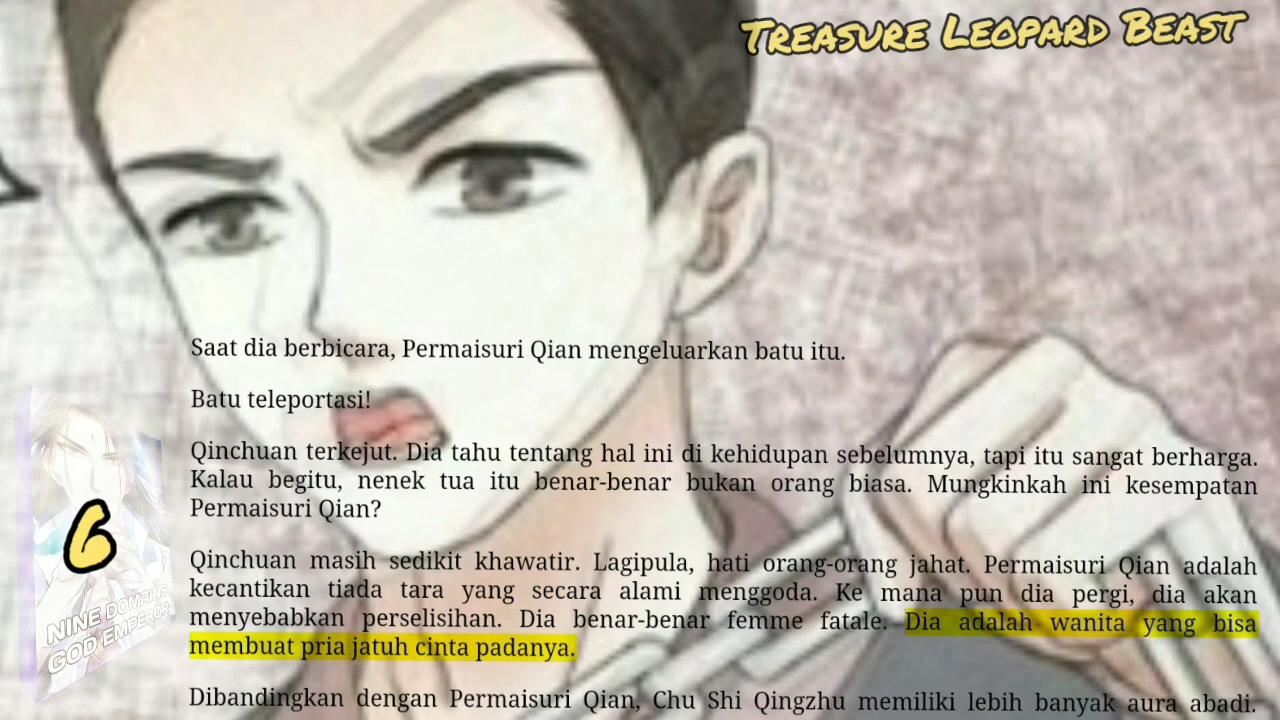 Treasure Leopard Beast
Saat dia berbicara, Permaisuri Qian mengeluarkan batu itu.
Batu teleportasi!
Qinchuan terkejut. Dia tahu tentang hal ini di kehidupan sebelumnya, tapi itu sangat berharga.
Kalau begitu, nenek tua itu benar-benar bukan orang biasa. Mungkinkah ini kesempatan
Permaisuri Qian?
Qinchuan masih sedikit khawatir. Lagipula, hati orang-orang jahat. Permaisuri Qian adalah
kecantikan tiada tara yang secara alami menggoda. Ke mana pun dia pergi, dia akan
menyebabkan perselisihan. Dia benar-benar femme fatale. Dia adalah wanita yang bisa
membuat pria jatuh cinta padanya.
Dibandingkan dengan Permaisuri Qian, Chu Shi Qingzhu memiliki lebih banyak aura abadi.
6
NINE DOMAINS
GOD EMPEROR